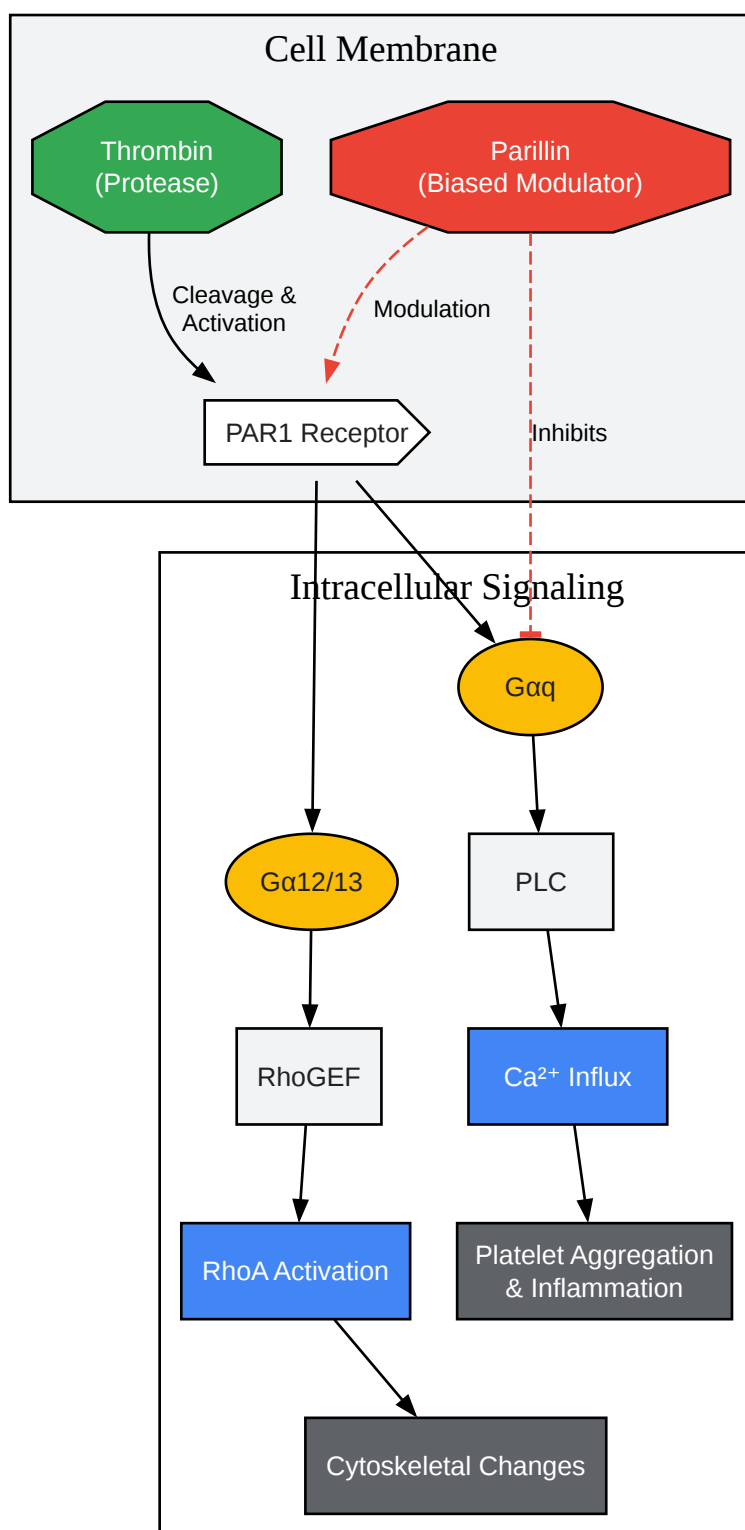 Cell Membrane
Thrombin
(Protease)
Parillin
(Biased Modulator)
Cleavage &
Activation
Modulation
PAR1 Receptor
Inhibits
Intracellular Signaling
Gαq
Gα12/13
PLC
RhoGEF
Ca²⁺ Influx
RhoA Activation
Platelet Aggregation
& Inflammation
Cytoskeletal Changes